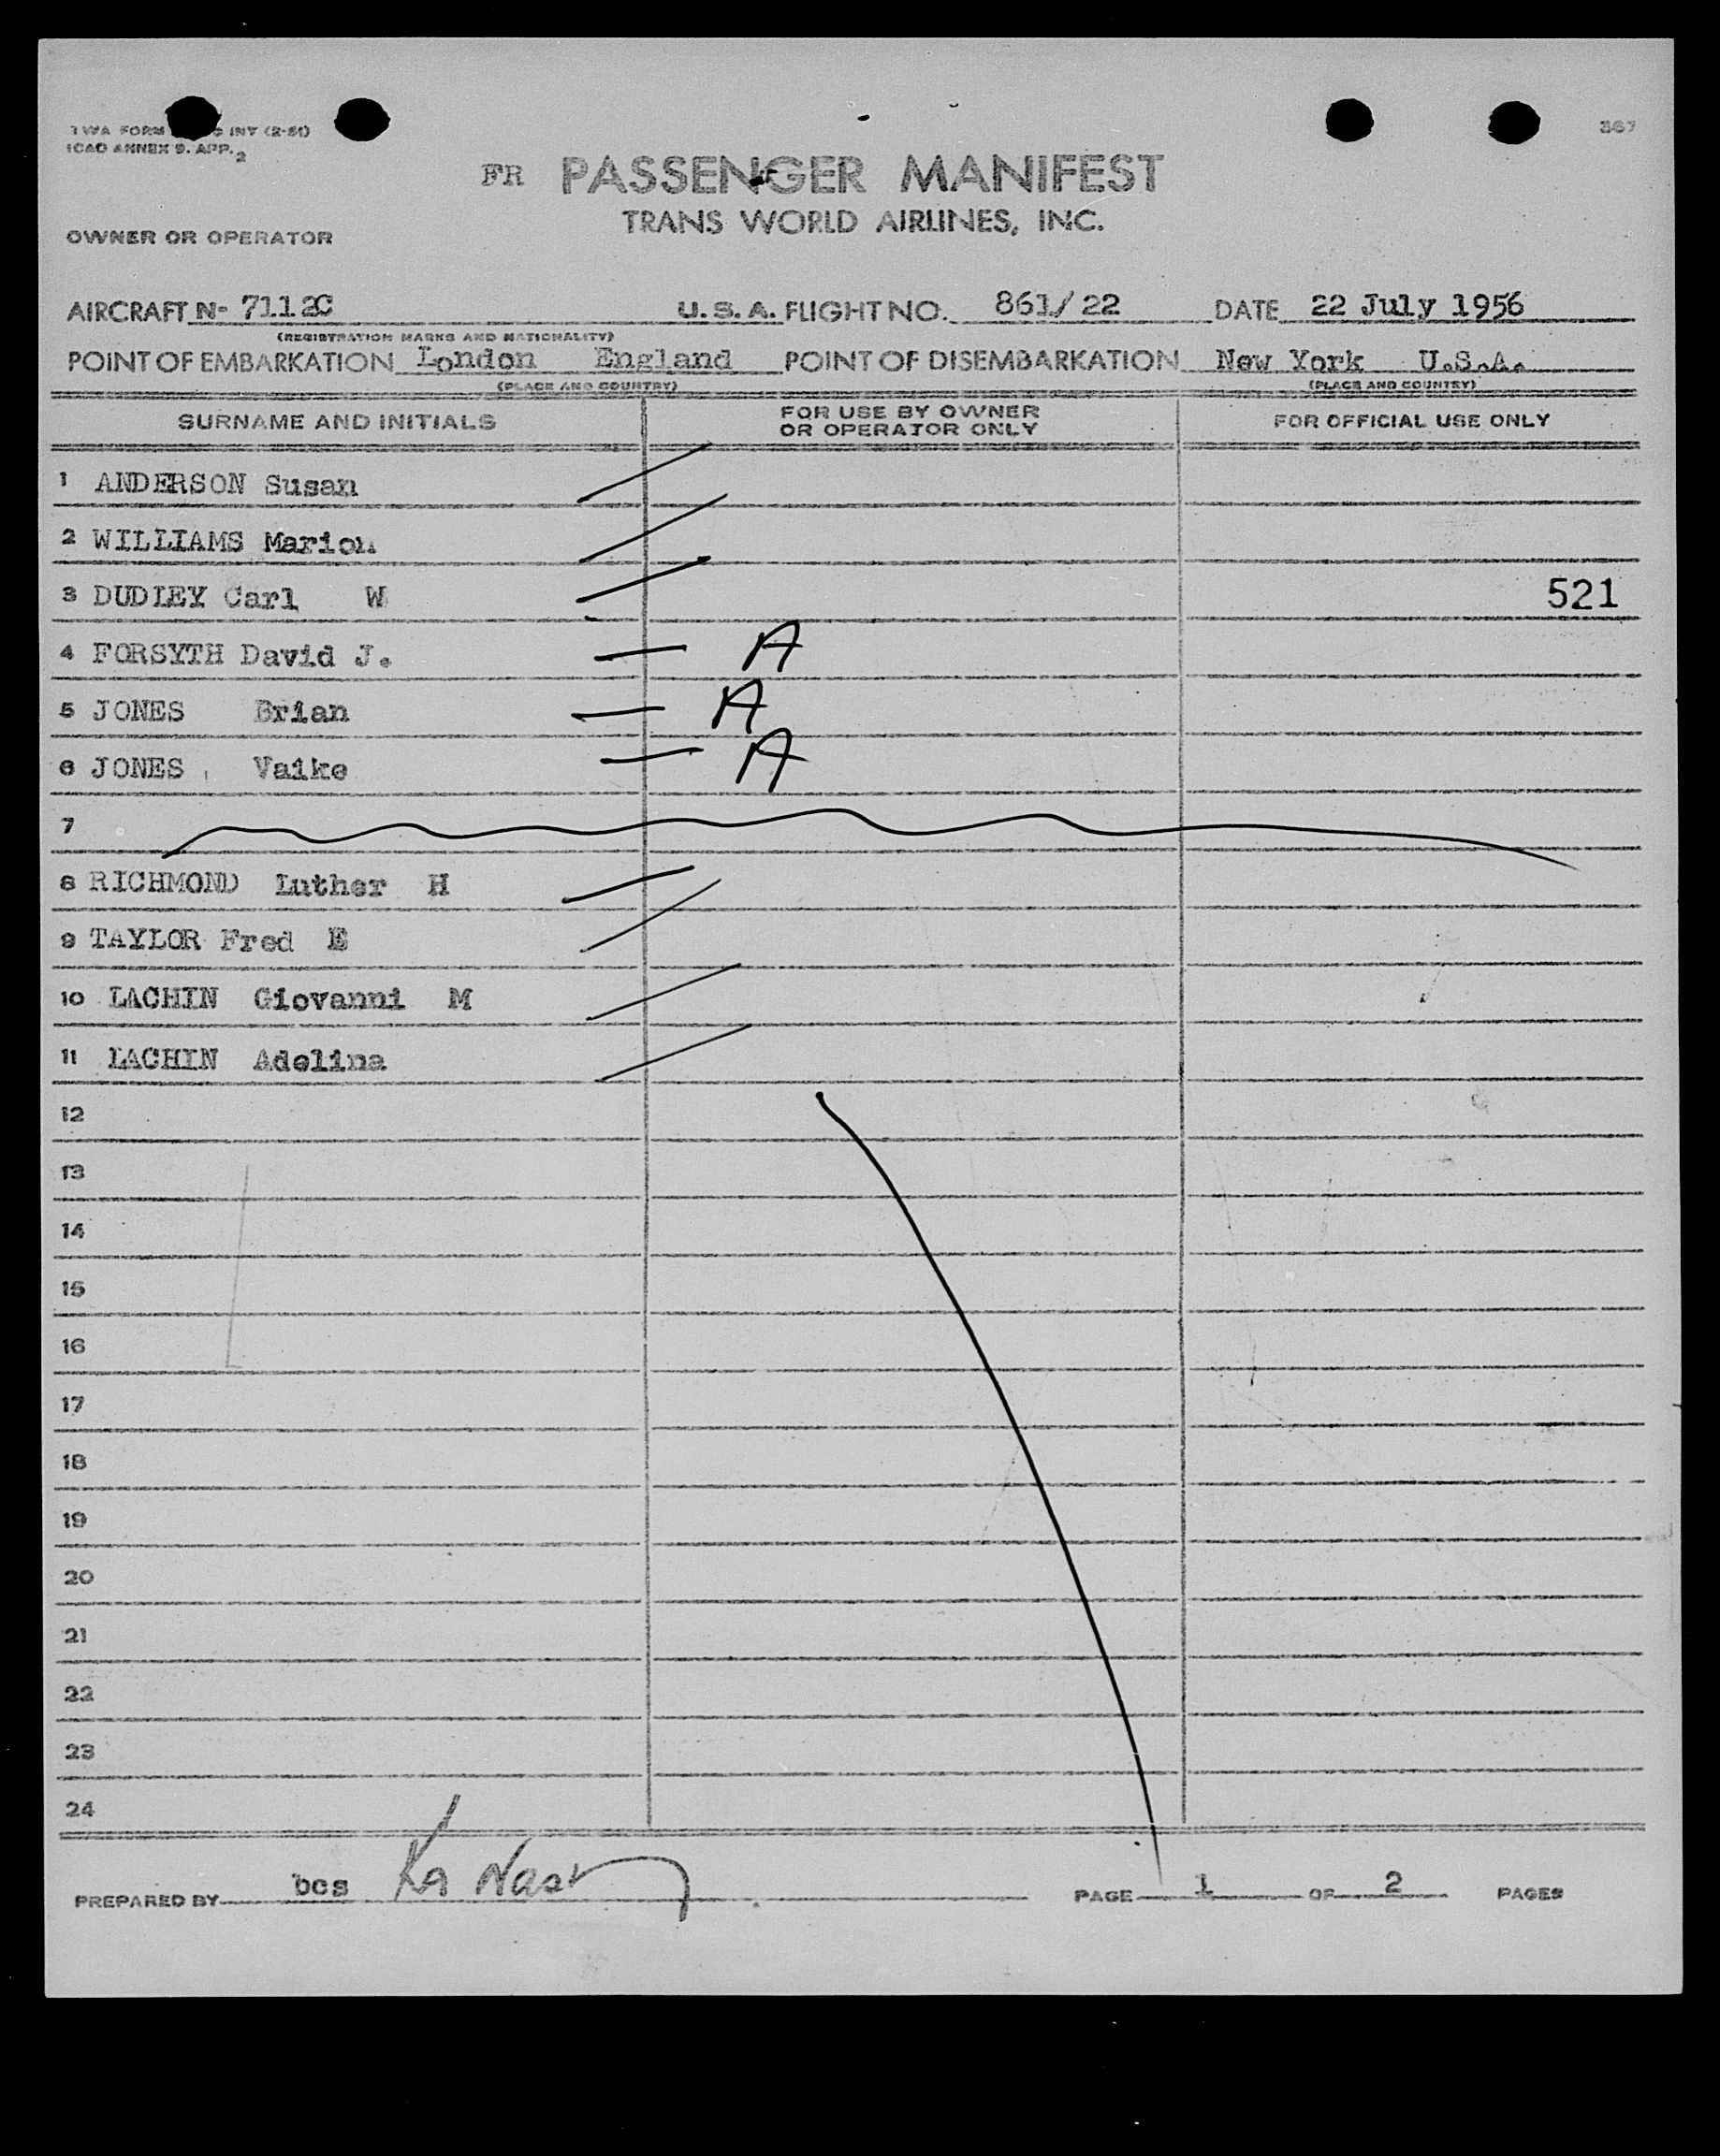 TWA FORM INT (2-51)
ICAO ANNEX 9. APP. 2
867
FR PASSENGER MANIFEST
TRANS WORLD AIRLINES, INC.
OWNER OR OPERATOR
AIRCRAFT N- 7112C U.S.A. FLIGHT NO. 861/22 DATE 22 July 1956
(REGISTRATION MARKS AND NATIONALITY)
POINT OF EMBARKATION London England POINT OF DISEMBARKATION New York U.S.A.
(PLACE AND COUNTRY) (PLACE AND COUNTRY)
SURNAME AND INITIALS FOR USE BY OWNER OR OPERATOR ONLY FOR OFFICIAL USE ONLY
1 ANDERSON Susan
2 WILLIAMS Marion
3 DUDLEY Carl W 521
4 FORSYTH David J. A
5 JONES Brian A
6 JONES Vaike A
7
8 RICHMOND Luther H
9 TAYLOR Fred E
10 LACHIN Giovanni M
11 LACHIN Adelina
12
13
14
15
16
17
18
19
20
21
22
23
24
PREPARED BY bcs PAGE 1 OF 2 PAGES